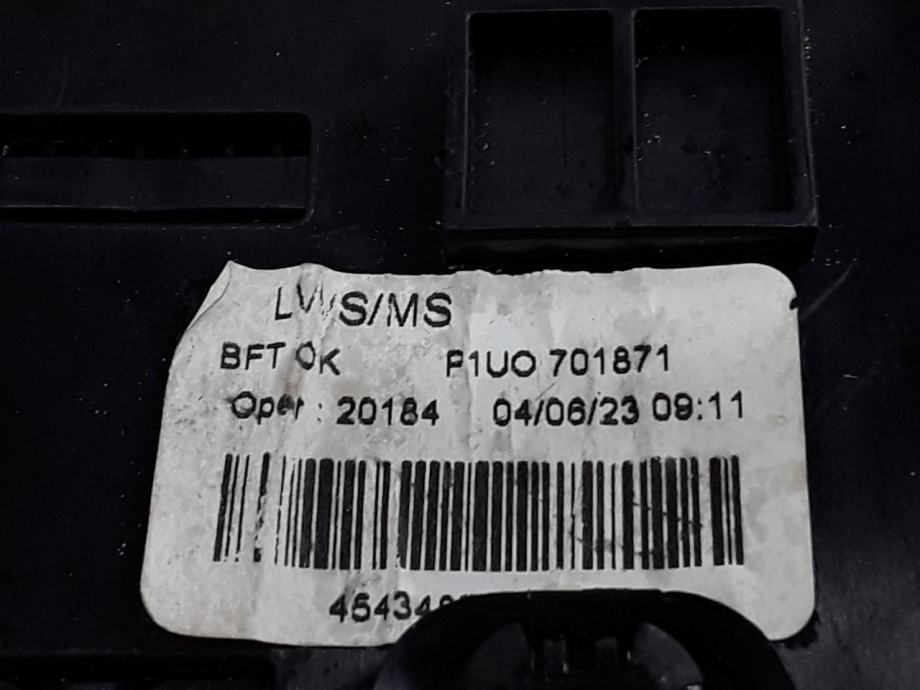 LWS/MS
BFT OK P1UO 701871
Oper : 20184 04/06/23 09:11